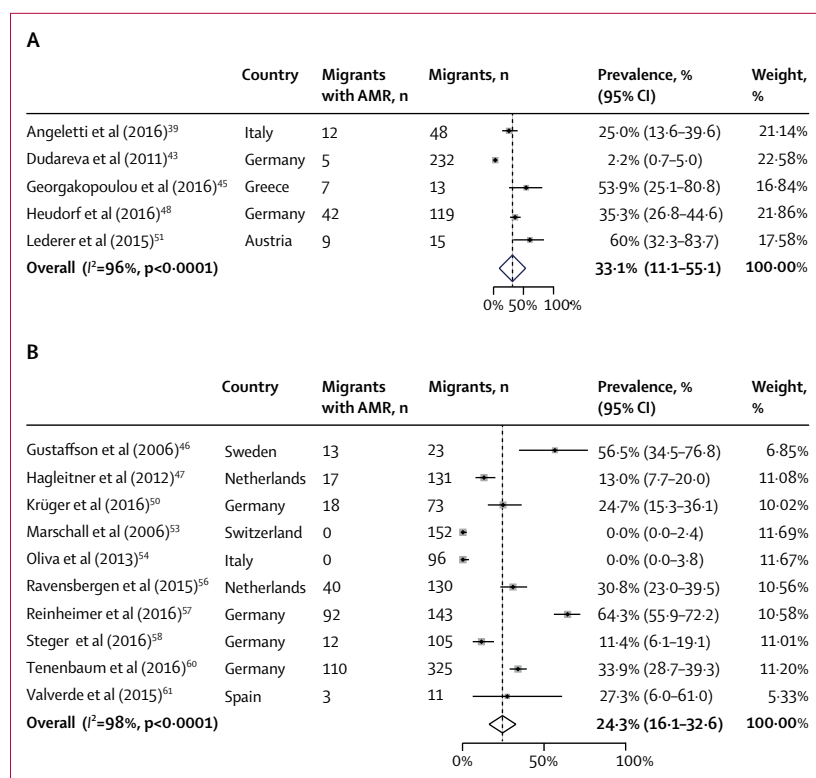 A
Country Migrants with AMR, n Migrants, n Prevalence, % (95% CI) Weight, %
Angeletti et al (2016)39 Italy 12 48 25·0% (13·6–39·6) 21·14%
Dudareva et al (2011)43 Germany 5 232 2·2% (0·7–5·0) 22·58%
Georgakopoulou et al (2016)45 Greece 7 13 53·9% (25·1–80·8) 16·84%
Heudorf et al (2016)48 Germany 42 119 35·3% (26·8–44·6) 21·86%
Lederer et al (2015)51 Austria 9 15 60% (32·3–83·7) 17·58%
Overall (I²=96%, p<0·0001) 33·1% (11·1–55·1) 100·00%
0% 50% 100%
B
Country Migrants with AMR, n Migrants, n Prevalence, % (95% CI) Weight, %
Gustaffson et al (2006)46 Sweden 13 23 56·5% (34·5–76·8) 6·85%
Hagleitner et al (2012)47 Netherlands 17 131 13·0% (7·7–20·0) 11·08%
Krüger et al (2016)50 Germany 18 73 24·7% (15·3–36·1) 10·02%
Marschall et al (2006)53 Switzerland 0 152 0·0% (0·0–2·4) 11·69%
Oliva et al (2013)54 Italy 0 96 0·0% (0·0–3·8) 11·67%
Ravensbergen et al (2015)56 Netherlands 40 130 30·8% (23·0–39·5) 10·56%
Reinheimer et al (2016)57 Germany 92 143 64·3% (55·9–72·2) 10·58%
Steger et al (2016)58 Germany 12 105 11·4% (6·1–19·1) 11·01%
Tenenbaum et al (2016)60 Germany 110 325 33·9% (28·7–39·3) 11·20%
Valverde et al (2015)61 Spain 3 11 27·3% (6·0–61·0) 5·33%
Overall (I²=98%, p<0·0001) 24·3% (16·1–32·6) 100·00%
0% 50% 100%